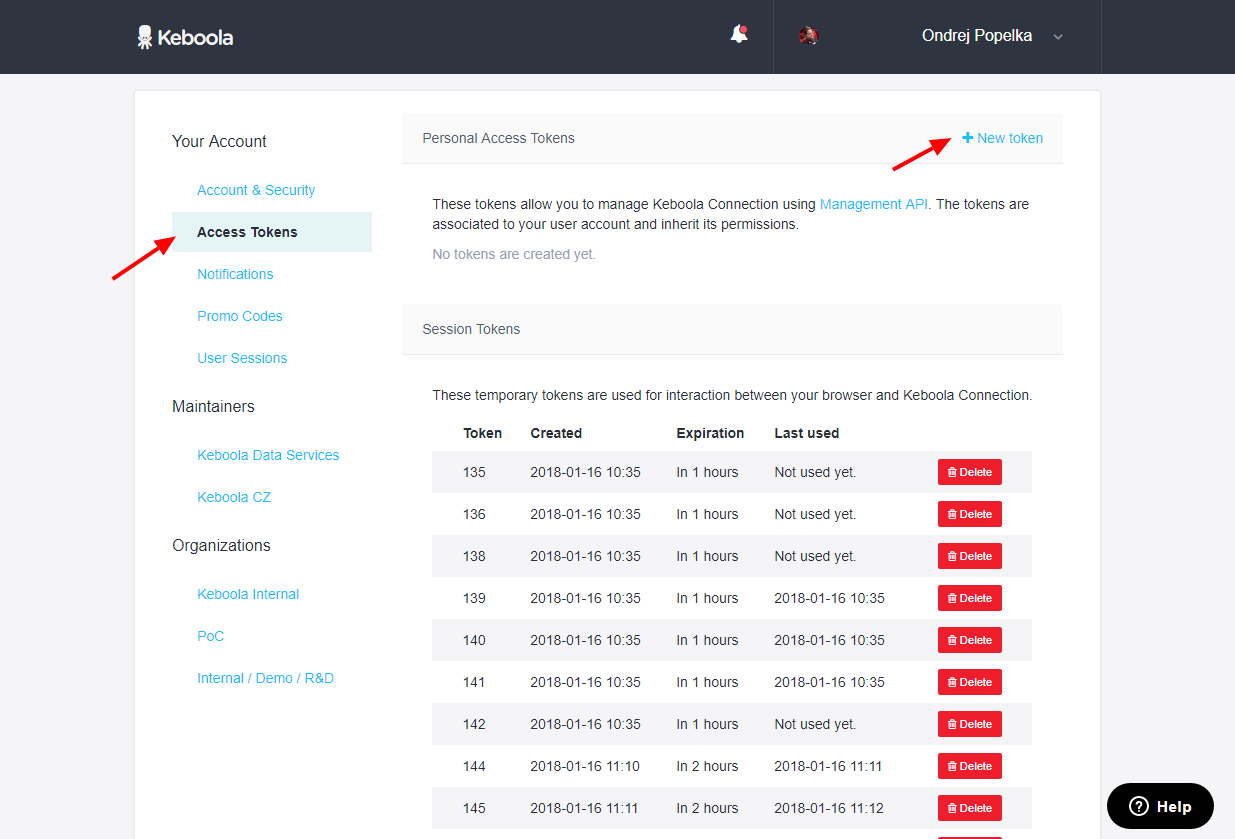 Keboola
Ondrej Popelka
Your Account
Account & Security
Access Tokens
Notifications
Promo Codes
User Sessions
Maintainers
Keboola Data Services
Keboola CZ
Organizations
Keboola Internal
PoC
Internal / Demo / R&D
Personal Access Tokens
New token
These tokens allow you to manage Keboola Connection using Management API. The tokens are
associated to your user account and inherit its permissions.
No tokens are created yet.
Session Tokens
These temporary tokens are used for interaction between your browser and Keboola Connection.
Token Created Expiration Last used
135 2018-01-16 10:35 In 1 hours Not used yet. Delete
136 2018-01-16 10:35 In 1 hours Not used yet. Delete
138 2018-01-16 10:35 In 1 hours Not used yet. Delete
139 2018-01-16 10:35 In 1 hours 2018-01-16 10:35 Delete
140 2018-01-16 10:35 In 1 hours 2018-01-16 10:35 Delete
141 2018-01-16 10:35 In 1 hours 2018-01-16 10:35 Delete
142 2018-01-16 10:35 In 1 hours Not used yet. Delete
144 2018-01-16 11:10 In 2 hours 2018-01-16 11:11 Delete
145 2018-01-16 11:11 In 2 hours 2018-01-16 11:12 Delete
Help